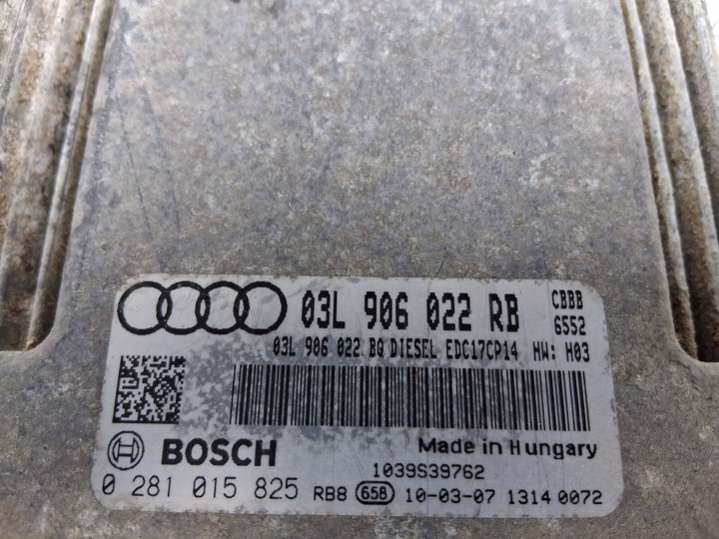 03L 906 022 RB CBBB
6552
03L 906 022 BQ DIESEL EDC17CP14 HW: H03
BOSCH Made in Hungary
1039S39762
0 281 015 825 RB8 65B 10-03-07 1314 0072